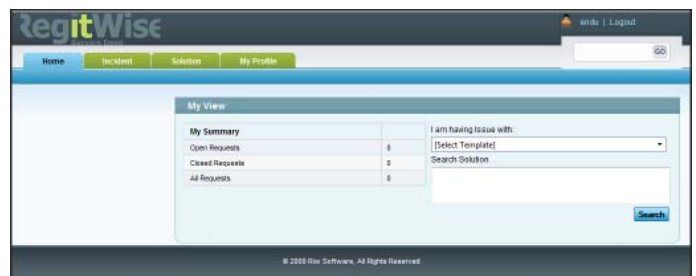 RegitWise
Service Desk
endu | Logout
GO
Home
Incident
Solution
My Profile
My View
My Summary
Open Requests 0
Closed Requests 0
All Requests 0
I am having Issue with:
[Select Template]
Search Solution
Search
© 2009 Rise Software, All Rights Reserved